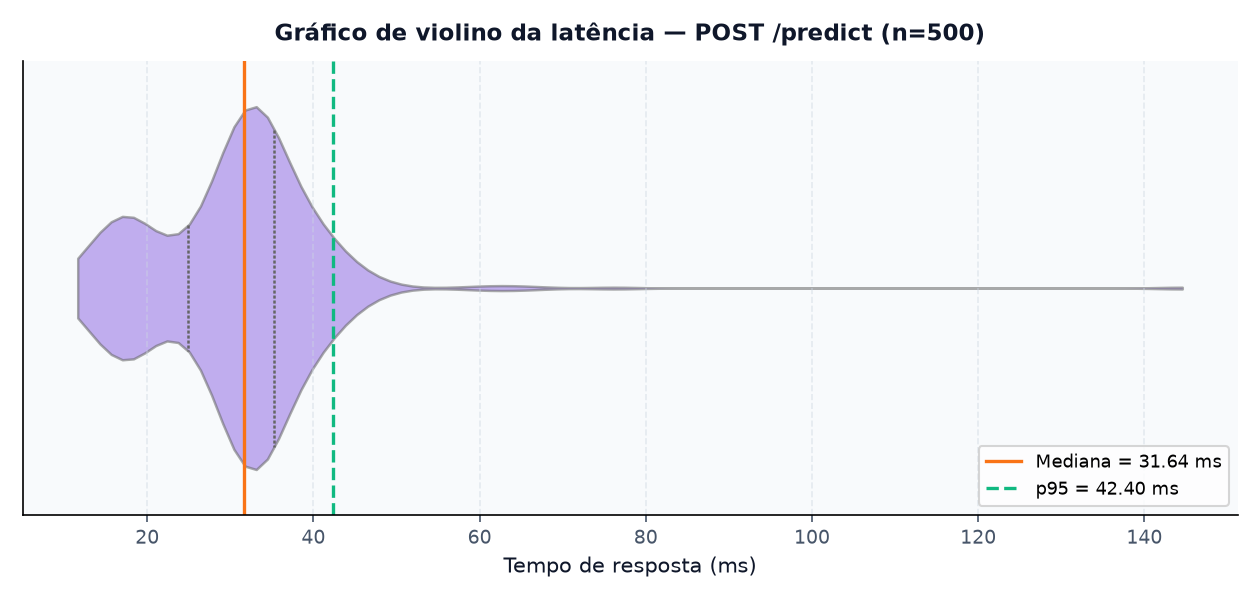 Gráfico de violino da latência — POST /predict (n=500)
Mediana = 31.64 ms
p95 = 42.40 ms
20 40 60 80 100 120 140
Tempo de resposta (ms)